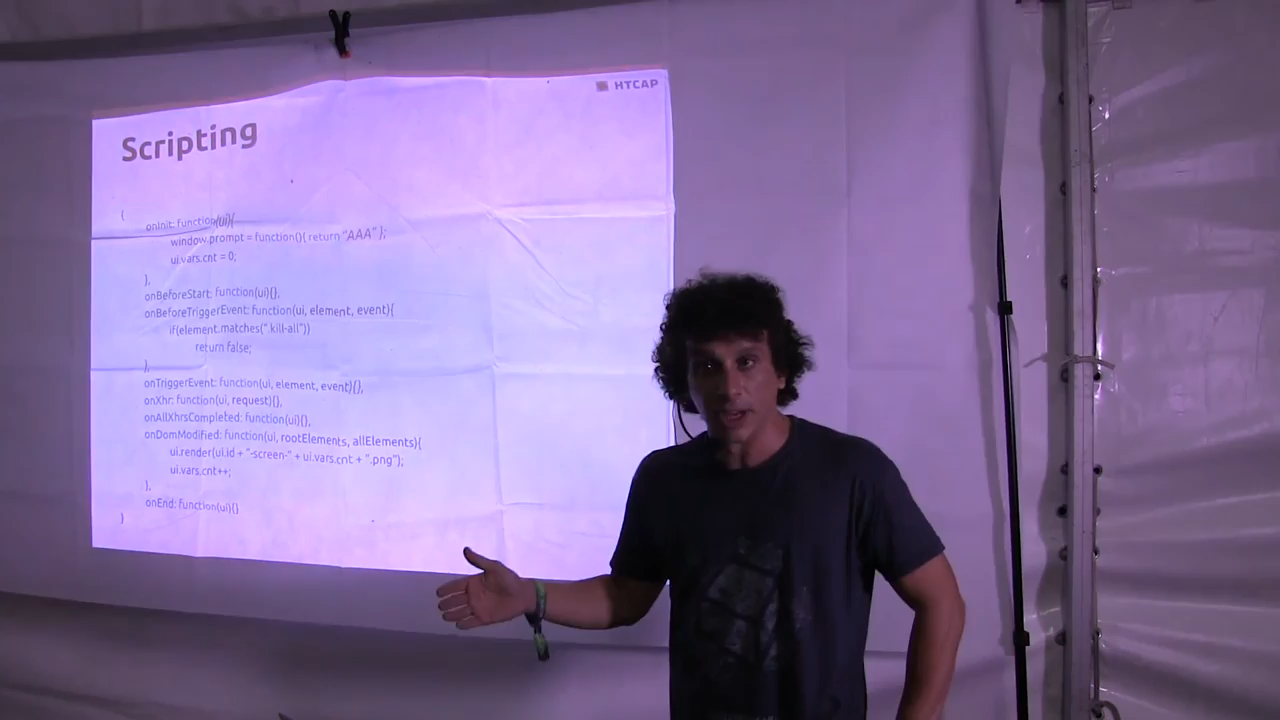 HTCAP
Scripting
{
onInit: function(ui){
window.prompt = function(){ return "AAA" };
ui.vars.cnt = 0;
},
onBeforeStart: function(ui){},
onBeforeTriggerEvent: function(ui, element, event){
if(element.matches(".kill-all"))
return false;
},
onTriggerEvent: function(ui, element, event){},
onXhr: function(ui, request){},
onAllXhrsCompleted: function(ui){},
onDomModified: function(ui, rootElements, allElements){
ui.render(ui.id + "-screen-" + ui.vars.cnt + ".png");
ui.vars.cnt++;
},
onEnd: function(ui){}
}